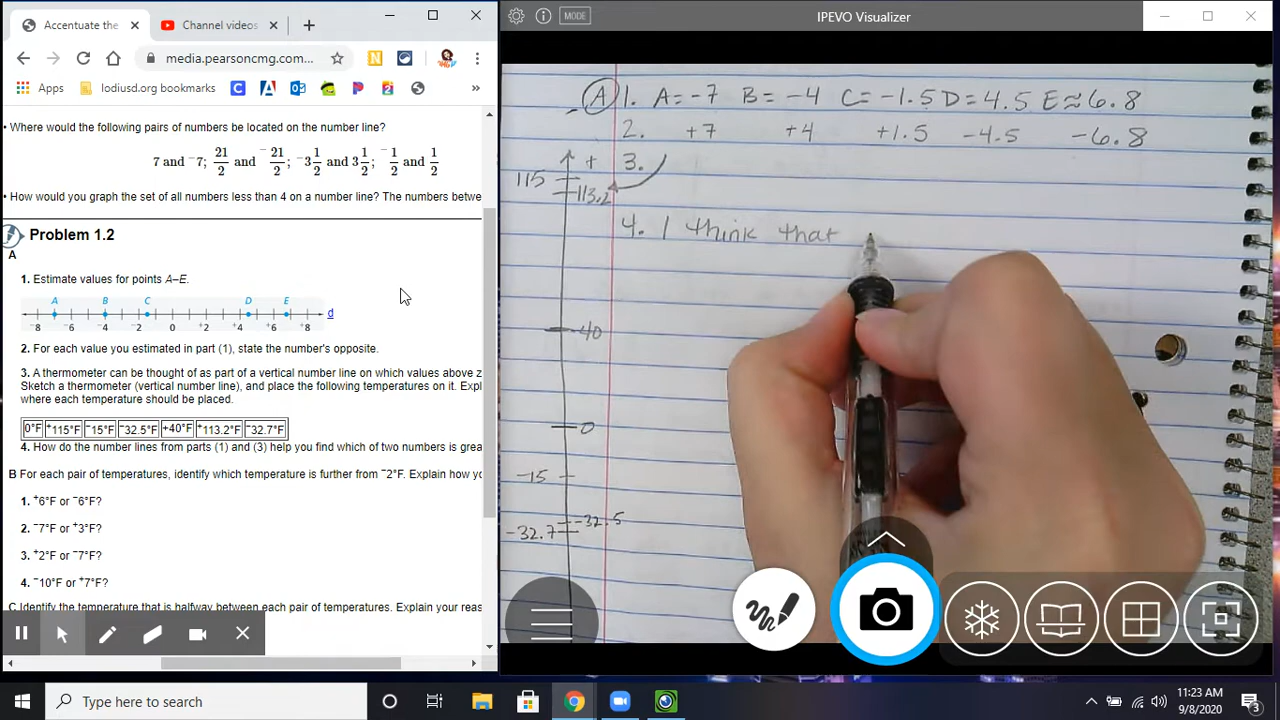 Accentuate the
Channel videos
IPEVO Visualizer
MODE
media.pearsoncmg.com...
Apps
lodiusd.org bookmarks
»
• Where would the following pairs of numbers be located on the number line?
7 and ⁻7; 21/2 and ⁻21/2; ⁻3 1/2 and 3 1/2; ⁻1/2 and 1/2
• How would you graph the set of all numbers less than 4 on a number line? The numbers betwe
Problem 1.2
A
1. Estimate values for points A–E.
A B C D E
⁻8 ⁻6 ⁻4 ⁻2 0 ⁺2 ⁺4 ⁺6 ⁺8
d
2. For each value you estimated in part (1), state the number's opposite.
3. A thermometer can be thought of as part of a vertical number line on which values above z
Sketch a thermometer (vertical number line), and place the following temperatures on it. Expl
where each temperature should be placed.
0°F ⁺115°F ⁻15°F ⁻32.5°F +40°F ⁺113.2°F ⁻32.7°F
4. How do the number lines from parts (1) and (3) help you find which of two numbers is grea
B For each pair of temperatures, identify which temperature is further from ⁻2°F. Explain how yo
1. ⁺6°F or ⁻6°F?
2. ⁻7°F or ⁺3°F?
3. ⁺2°F or ⁻7°F?
4. ⁻10°F or ⁺7°F?
C Identify the temperature that is halfway between each pair of temperatures. Explain your reas
A 1. A=-7 B=-4 C=-1.5 D=4.5 E≈6.8
2. +7 +4 +1.5 -4.5 -6.8
+ 3.
115
113.2
4. I think that
40
0
-15
-32.5
-32.7
Type here to search
11:23 AM
9/8/2020
3